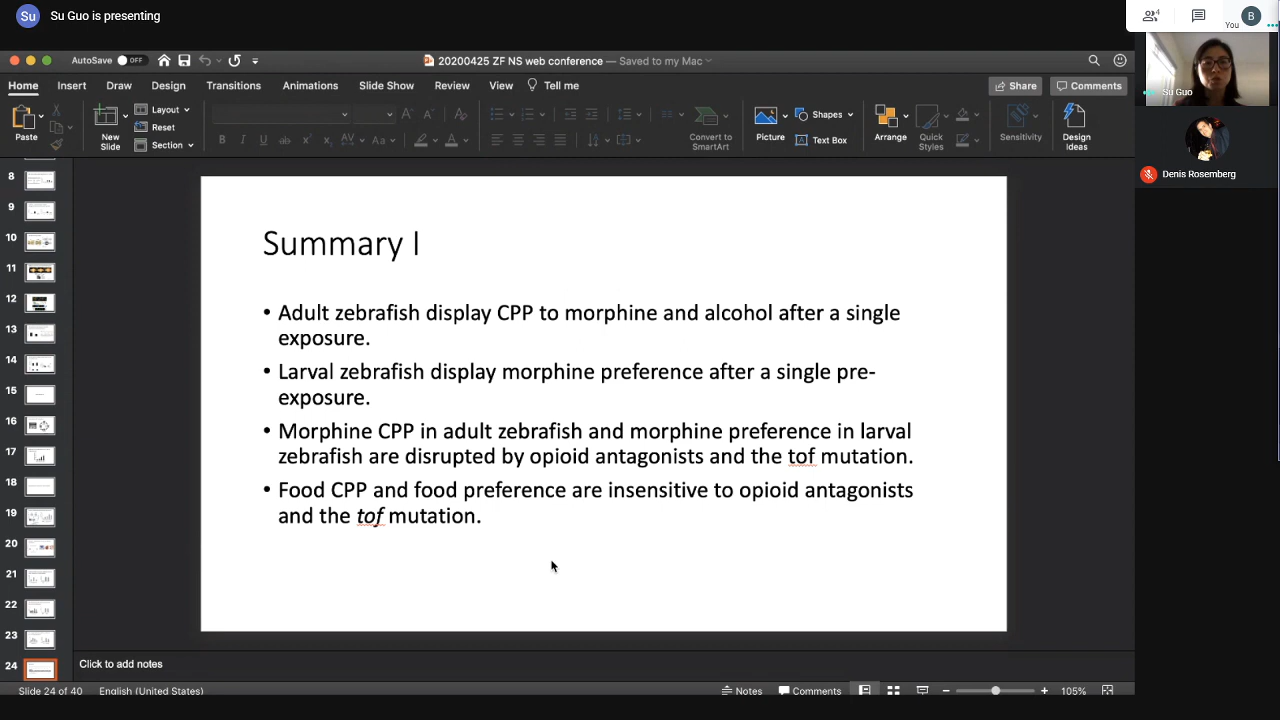 Su Su Guo is presenting
4
You B
AutoSave OFF
20200425 ZF NS web conference — Saved to my Mac
Home Insert Draw Design Transitions Animations Slide Show Review View Tell me Share Comments
Paste
New Slide
Layout
Reset
Section
B I U ab x x AV Aa
Convert to SmartArt
Picture
Shapes
Text Box
Arrange
Quick Styles
Sensitivity
Design Ideas
Su Guo
Denis Rosemberg
8
9
10
11
12
13
14
15
16
17
18
19
20
21
22
23
24
Summary I
• Adult zebrafish display CPP to morphine and alcohol after a single
exposure.
• Larval zebrafish display morphine preference after a single pre-
exposure.
• Morphine CPP in adult zebrafish and morphine preference in larval
zebrafish are disrupted by opioid antagonists and the tof mutation.
• Food CPP and food preference are insensitive to opioid antagonists
and the tof mutation.
Click to add notes
Slide 24 of 40 English (United States) Notes Comments 105%